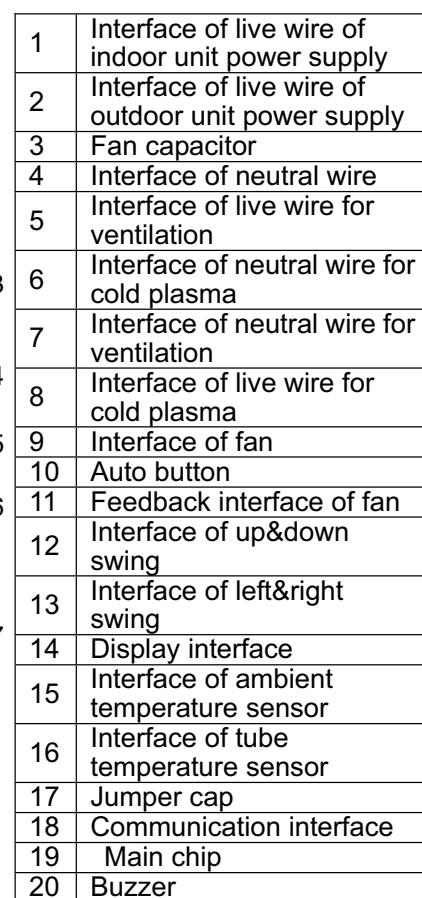 1 Interface of live wire of
indoor unit power supply
2 Interface of live wire of
outdoor unit power supply
3 Fan capacitor
4 Interface of neutral wire
5 Interface of live wire for
ventilation
6 Interface of neutral wire for
cold plasma
7 Interface of neutral wire for
ventilation
8 Interface of live wire for
cold plasma
9 Interface of fan
10 Auto button
11 Feedback interface of fan
12 Interface of up&down
swing
13 Interface of left&right
swing
14 Display interface
15 Interface of ambient
temperature sensor
16 Interface of tube
temperature sensor
17 Jumper cap
18 Communication interface
19 Main chip
20 Buzzer